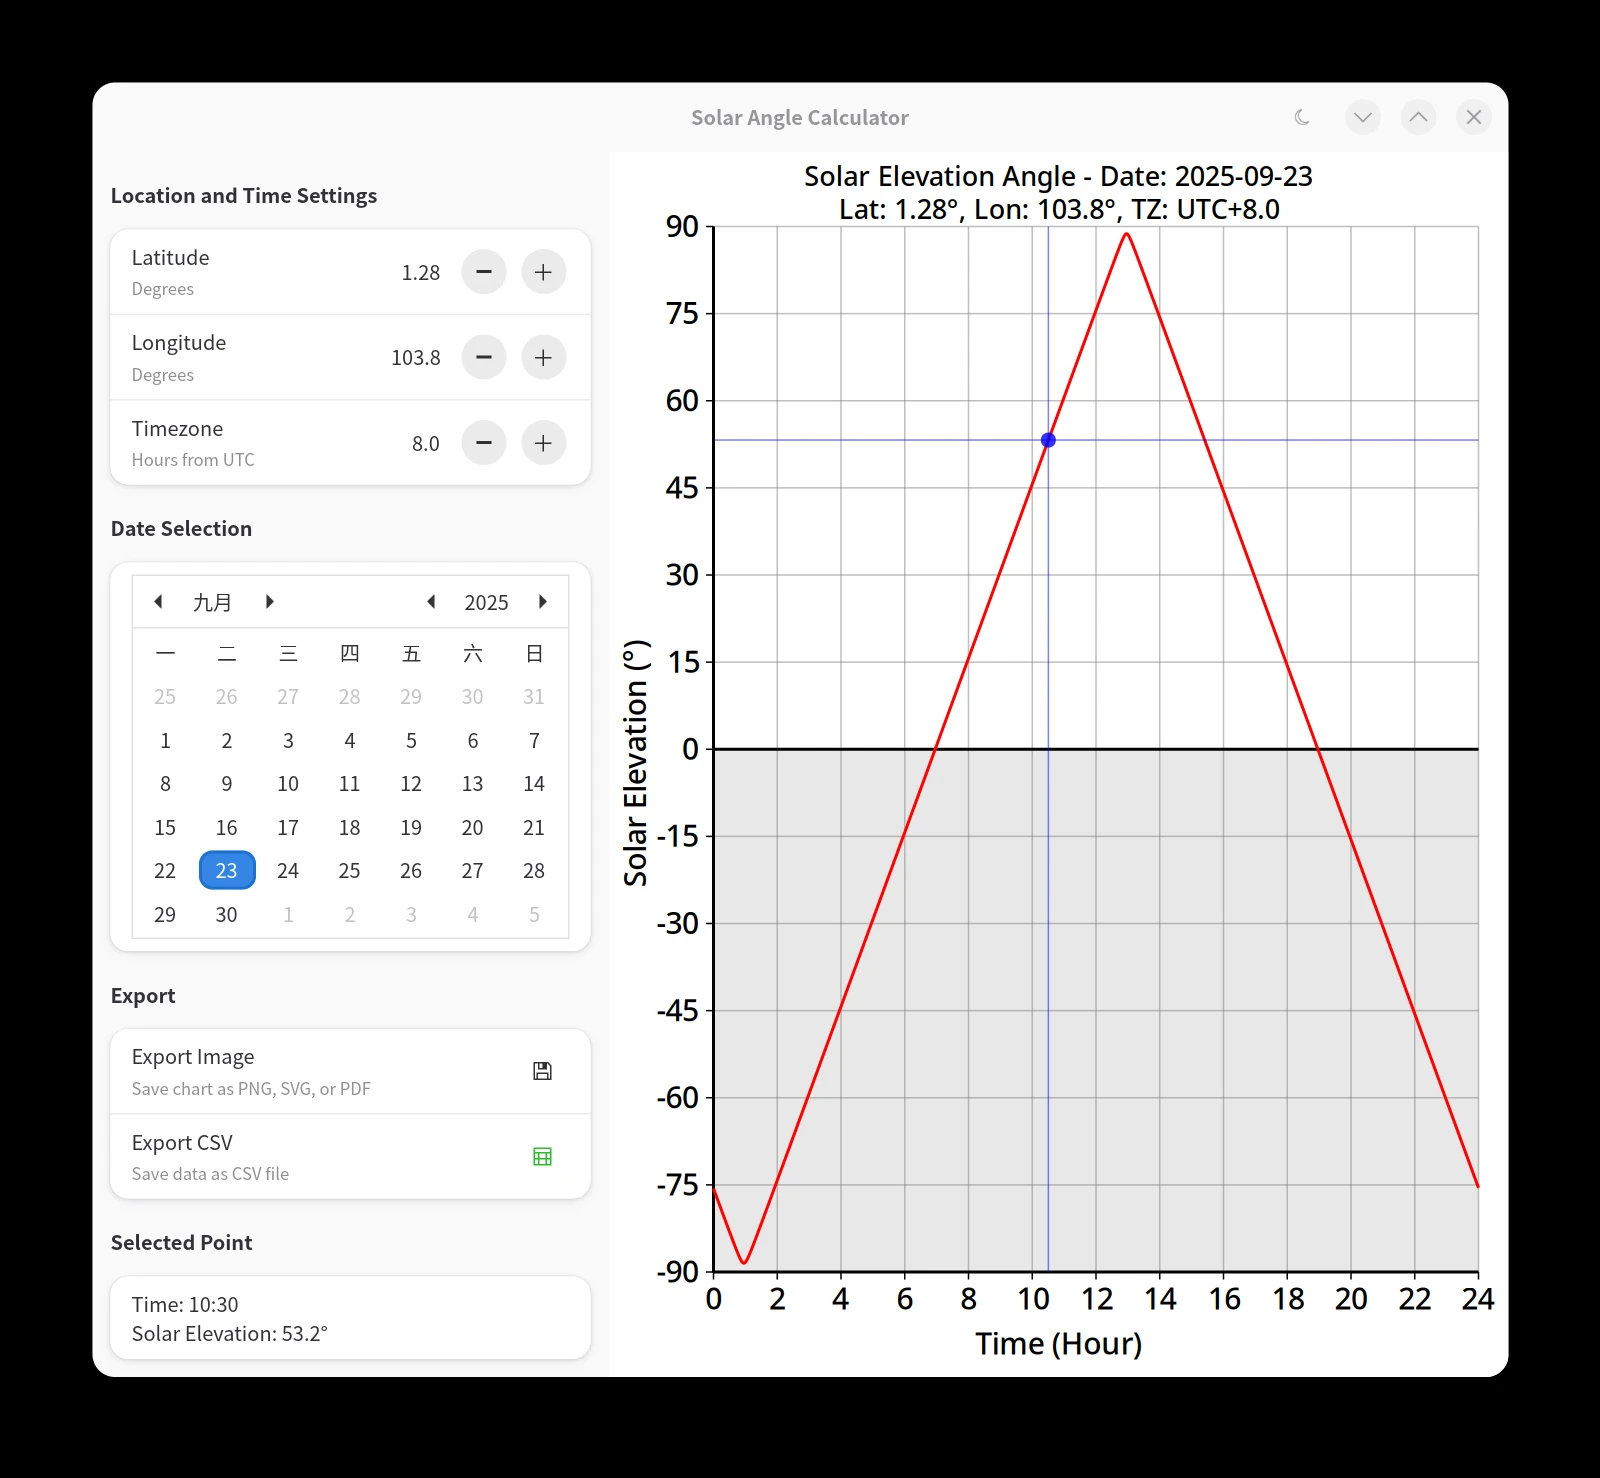 Solar Angle Calculator
Location and Time Settings
Latitude
Degrees
1.28
Longitude
Degrees
103.8
Timezone
Hours from UTC
8.0
Date Selection
九月 2025
一 二 三 四 五 六 日
25 26 27 28 29 30 31
1 2 3 4 5 6 7
8 9 10 11 12 13 14
15 16 17 18 19 20 21
22 23 24 25 26 27 28
29 30 1 2 3 4 5
Export
Export Image
Save chart as PNG, SVG, or PDF
Export CSV
Save data as CSV file
Selected Point
Time: 10:30
Solar Elevation: 53.2°
Solar Elevation Angle - Date: 2025-09-23
Lat: 1.28°, Lon: 103.8°, TZ: UTC+8.0
Solar Elevation (°)
90
75
60
45
30
15
0
-15
-30
-45
-60
-75
-90
0 2 4 6 8 10 12 14 16 18 20 22 24
Time (Hour)